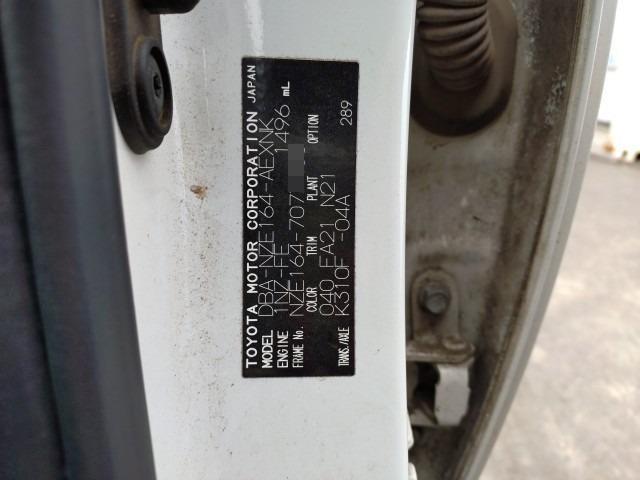 TOYOTA MOTOR CORPORATION JAPAN
MODEL DBA-NZE164-AEXNK
ENGINE 1NZ-FE 1496 mL
FRAME No. NZE164-707
COLOR TRIM PLANT OPTION
040 EA21 N21 289
TRANS./AXLE K310F -04A